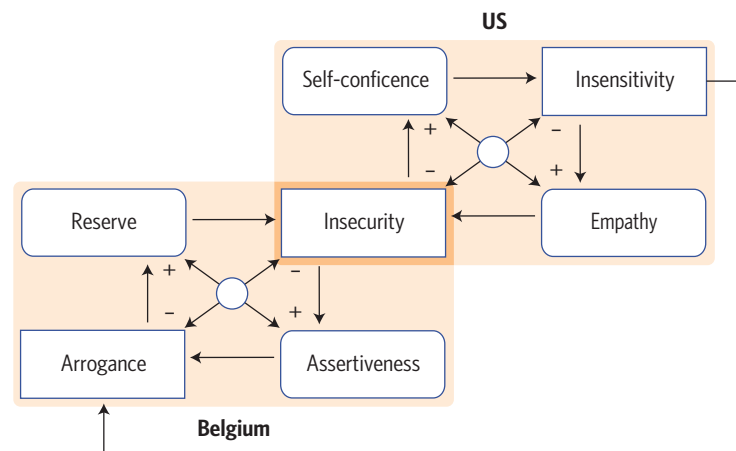 US
Self-conficence
Insensitivity
+
−
−
+
Reserve
Insecurity
Empathy
+
−
−
+
Arrogance
Assertiveness
Belgium